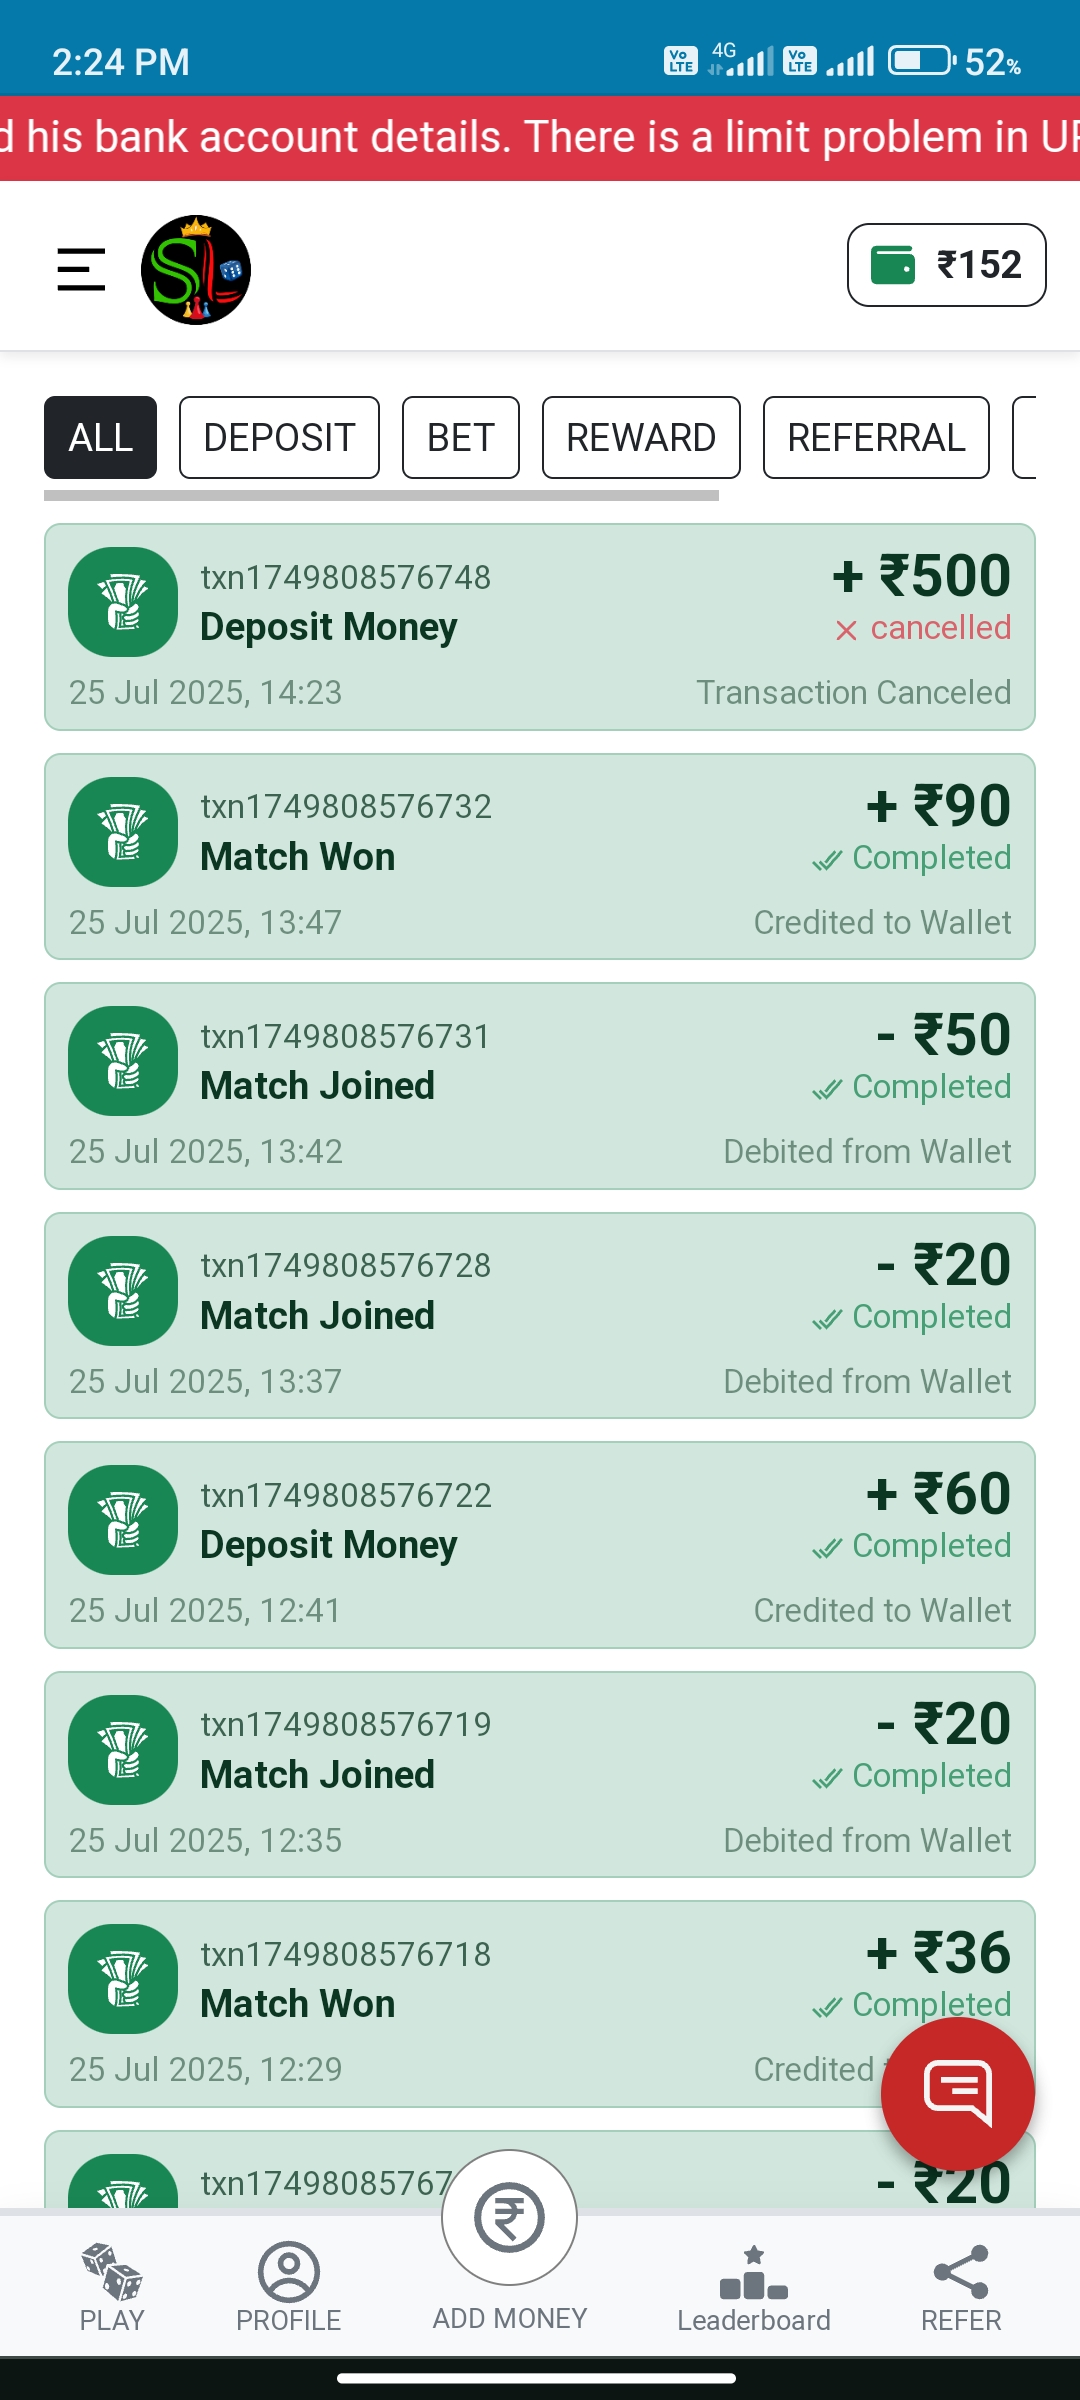 2:24 PM
Vo LTE 4G Vo LTE 52%
his bank account details. There is a limit problem in
SL
₹152
ALL DEPOSIT BET REWARD REFERRAL
txn1749808576748 + ₹500
Deposit Money × cancelled
25 Jul 2025, 14:23 Transaction Canceled
txn1749808576732 + ₹90
Match Won Completed
25 Jul 2025, 13:47 Credited to Wallet
txn1749808576731 - ₹50
Match Joined Completed
25 Jul 2025, 13:42 Debited from Wallet
txn1749808576728 - ₹20
Match Joined Completed
25 Jul 2025, 13:37 Debited from Wallet
txn1749808576722 + ₹60
Deposit Money Completed
25 Jul 2025, 12:41 Credited to Wallet
txn1749808576719 - ₹20
Match Joined Completed
25 Jul 2025, 12:35 Debited from Wallet
txn1749808576718 + ₹36
Match Won Completed
25 Jul 2025, 12:29 Credited
txn17498085767 - ₹20
₹
PLAY PROFILE ADD MONEY Leaderboard REFER